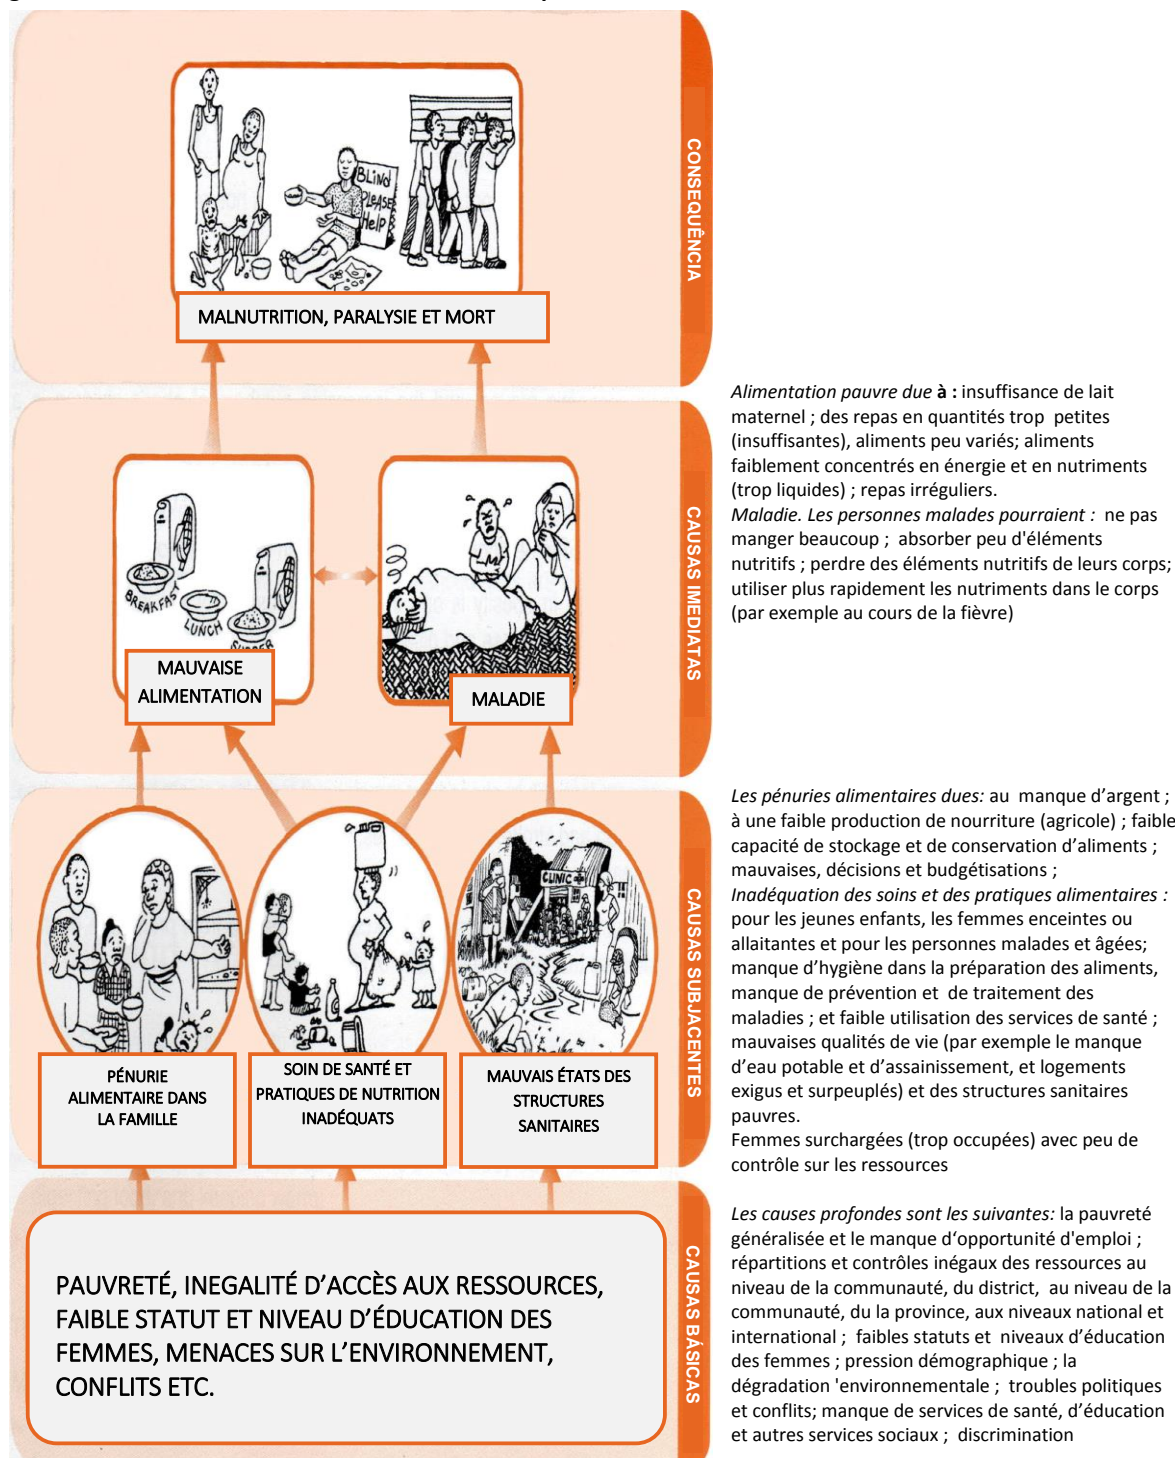 BLIND
PLEASE
HELP
MALNUTRITION, PARALYSIE ET MORT
CONSEQUÊNCIA
BREAKFAST
LUNCH
SUPPER
MAUVAISE
ALIMENTATION
MALADIE
CAUSAS IMEDIATAS
Alimentation pauvre due à : insuffisance de lait
maternel ; des repas en quantités trop petites
(insuffisantes), aliments peu variés; aliments
faiblement concentrés en énergie et en nutriments
(trop liquides) ; repas irréguliers.
Maladie. Les personnes malades pourraient : ne pas
manger beaucoup ; absorber peu d'éléments
nutritifs ; perdre des éléments nutritifs de leurs corps;
utiliser plus rapidement les nutriments dans le corps
(par exemple au cours de la fièvre)
CLINIC
PÉNURIE
ALIMENTAIRE DANS
LA FAMILLE
SOIN DE SANTÉ ET
PRATIQUES DE NUTRITION
INADÉQUATS
MAUVAIS ÉTATS DES
STRUCTURES
SANITAIRES
CAUSAS SUBJACENTES
Les pénuries alimentaires dues: au manque d’argent ;
à une faible production de nourriture (agricole) ; faible
capacité de stockage et de conservation d’aliments ;
mauvaises, décisions et budgétisations ;
Inadéquation des soins et des pratiques alimentaires :
pour les jeunes enfants, les femmes enceintes ou
allaitantes et pour les personnes malades et âgées;
manque d’hygiène dans la préparation des aliments,
manque de prévention et de traitement des
maladies ; et faible utilisation des services de santé ;
mauvaises qualités de vie (par exemple le manque
d’eau potable et d’assainissement, et logements
exigus et surpeuplés) et des structures sanitaires
pauvres.
Femmes surchargées (trop occupées) avec peu de
contrôle sur les ressources
PAUVRETÉ, INEGALITÉ D’ACCÈS AUX RESSOURCES,
FAIBLE STATUT ET NIVEAU D’ÉDUCATION DES
FEMMES, MENACES SUR L’ENVIRONNEMENT,
CONFLITS ETC.
CAUSAS BÁSICAS
Les causes profondes sont les suivantes: la pauvreté
généralisée et le manque d‘opportunité d'emploi ;
répartitions et contrôles inégaux des ressources au
niveau de la communauté, du district, au niveau de la
communauté, du la province, aux niveaux national et
international ; faibles statuts et niveaux d’éducation
des femmes ; pression démographique ; la
dégradation 'environnementale ; troubles politiques
et conflits; manque de services de santé, d’éducation
et autres services sociaux ; discrimination